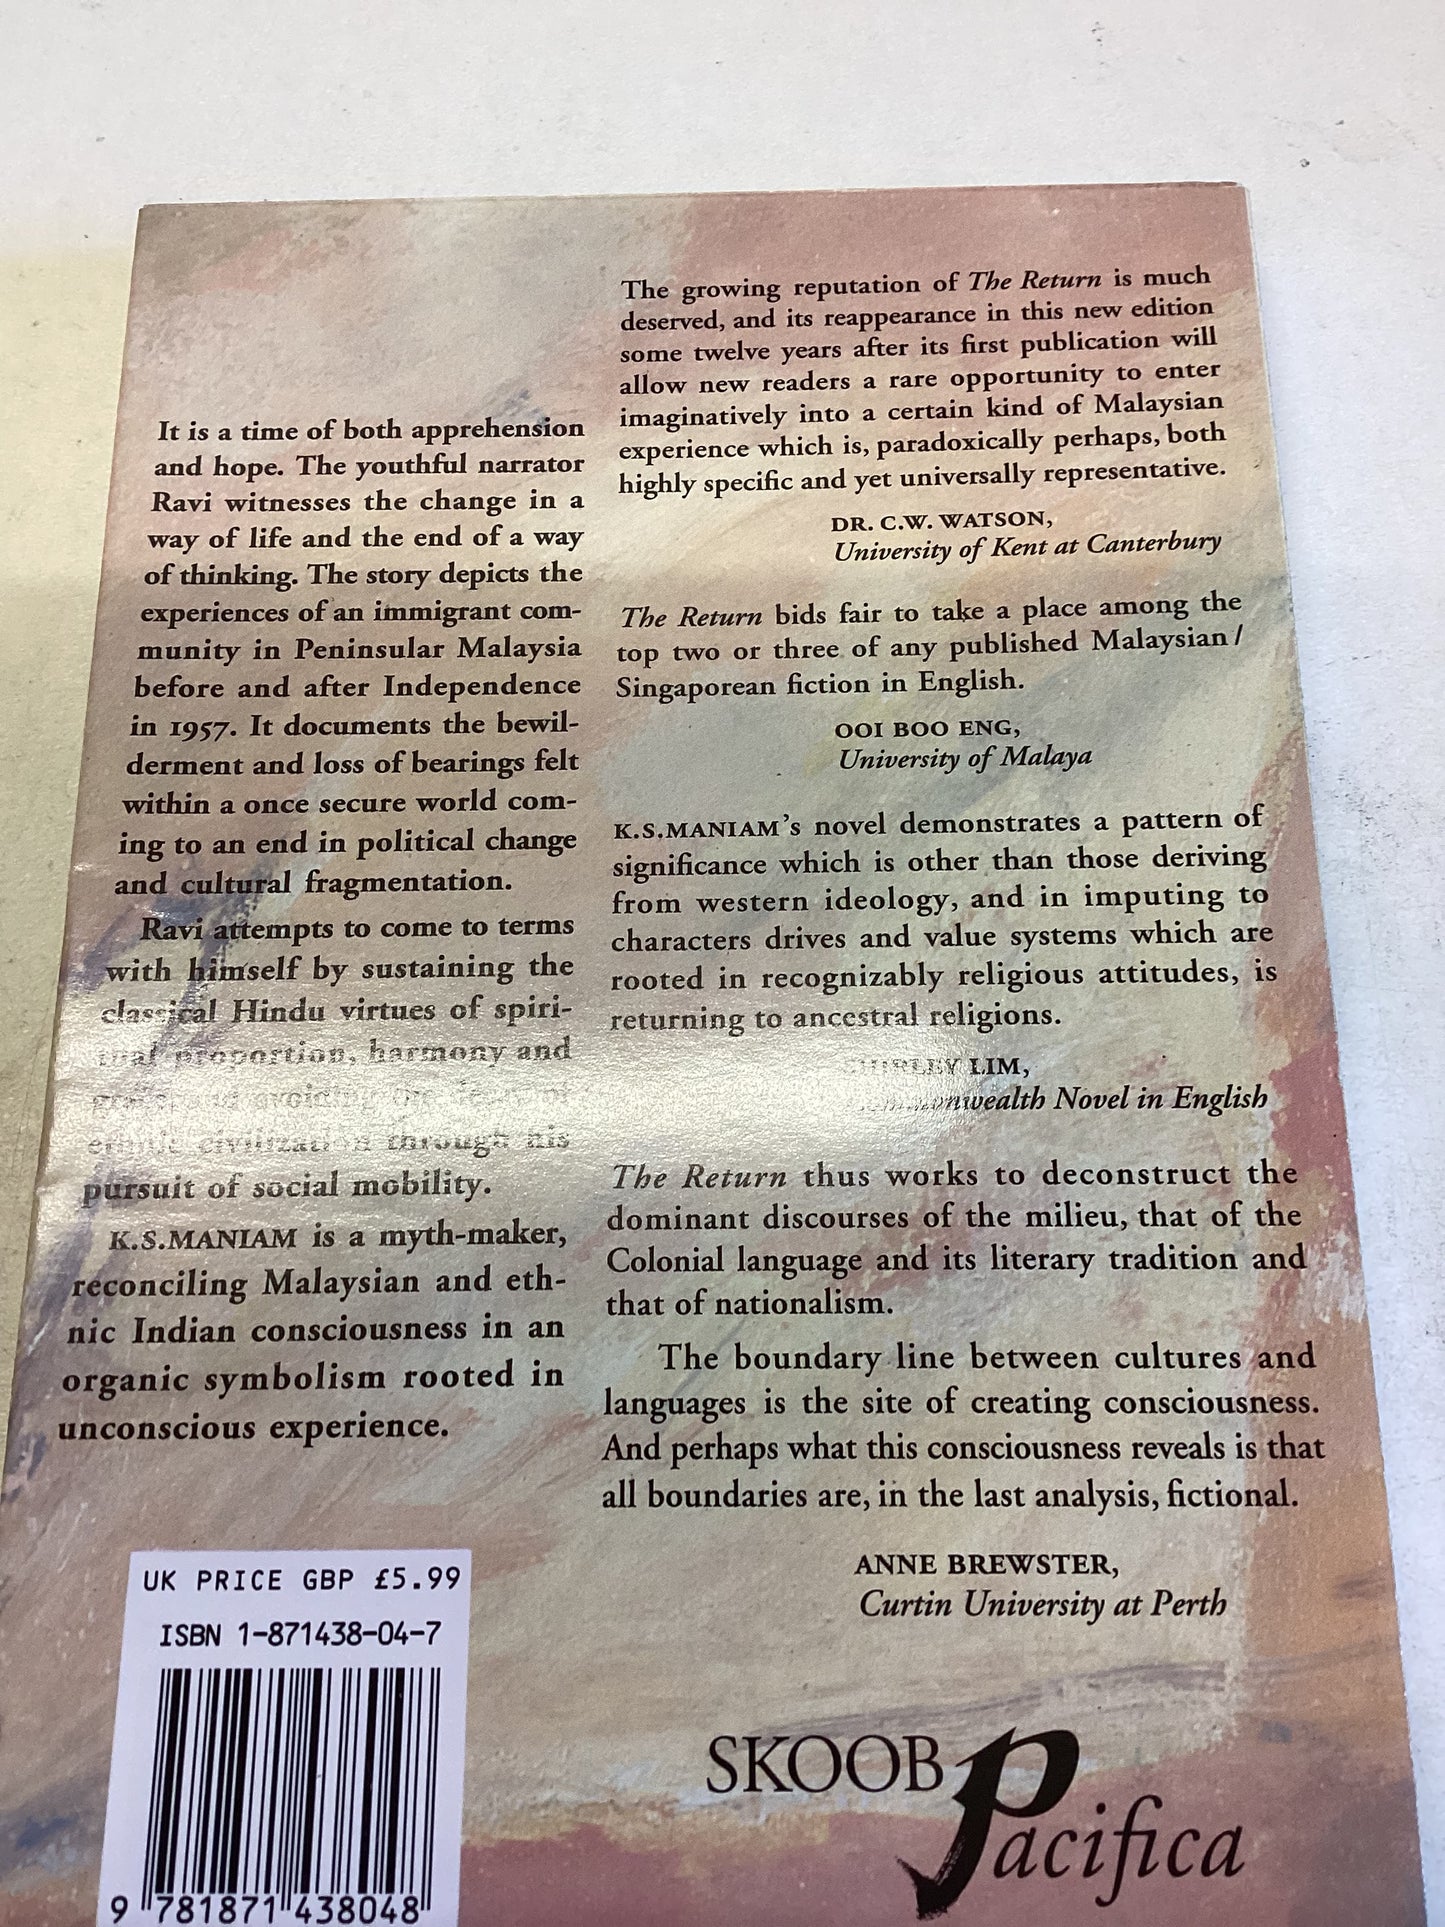 It is a time of both apprehension
and hope. The youthful narrator
Ravi witnesses the change in a
way of life and the end of a way
of thinking. The story depicts the
experiences of an immigrant com-
munity in Peninsular Malaysia
before and after Independence
in 1957. It documents the bewil-
derment and loss of bearings felt
within a once secure world com-
ing to an end in political change
and cultural fragmentation.
Ravi attempts to come to terms
with himself by sustaining the
classical Hindu virtues of spiri-
tual proportion, harmony and
and avoiding
ethnic civilization through his
pursuit of social mobility.
K.S.MANIAM is a myth-maker,
reconciling Malaysian and eth-
nic Indian consciousness in an
organic symbolism rooted in
unconscious experience.
The growing reputation of The Return is much
deserved, and its reappearance in this new edition
some twelve years after its first publication will
allow new readers a rare opportunity to enter
imaginatively into a certain kind of Malaysian
experience which is, paradoxically perhaps, both
highly specific and yet universally representative.
DR. C.W. WATSON,
University of Kent at Canterbury
The Return bids fair to take a place among the
top two or three of any published Malaysian/
Singaporean fiction in English.
OOI BOO ENG,
University of Malaya
K.S.MANIAM's novel demonstrates a pattern of
significance which is other than those deriving
from western ideology, and in imputing to
characters drives and value systems which are
rooted in recognizably religious attitudes, is
returning to ancestral religions.
SHIRLEY LIM,
Commonwealth Novel in English
The Return thus works to deconstruct the
dominant discourses of the milieu, that of the
Colonial language and its literary tradition and
that of nationalism.
The boundary line between cultures and
languages is the site of creating consciousness.
And perhaps what this consciousness reveals is that
all boundaries are, in the last analysis, fictional.
ANNE BREWSTER,
Curtin University at Perth
UK PRICE GBP £5.99
ISBN 1-871438-04-7
9 781871 438048
SKOOB Pacifica